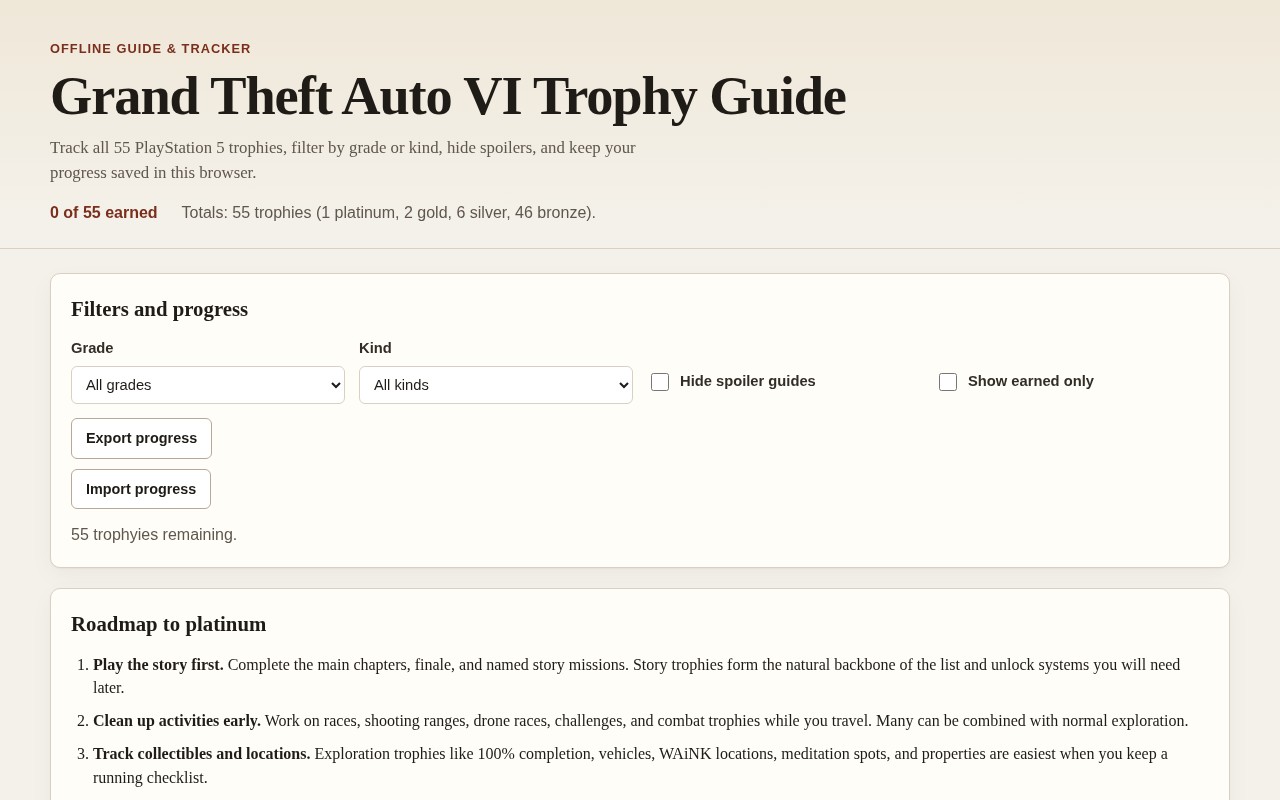 OFFLINE GUIDE & TRACKER
Grand Theft Auto VI Trophy Guide
Track all 55 PlayStation 5 trophies, filter by grade or kind, hide spoilers, and keep your
progress saved in this browser.
0 of 55 earned Totals: 55 trophies (1 platinum, 2 gold, 6 silver, 46 bronze).
Filters and progress
Grade Kind
All grades All kinds Hide spoiler guides Show earned only
Export progress
Import progress
55 trophyies remaining.
Roadmap to platinum
1. Play the story first. Complete the main chapters, finale, and named story missions. Story trophies form the natural backbone of the list and unlock systems you will need
later.
2. Clean up activities early. Work on races, shooting ranges, drone races, challenges, and combat trophies while you travel. Many can be combined with normal exploration.
3. Track collectibles and locations. Exploration trophies like 100% completion, vehicles, WAiNK locations, meditation spots, and properties are easiest when you keep a
running checklist.